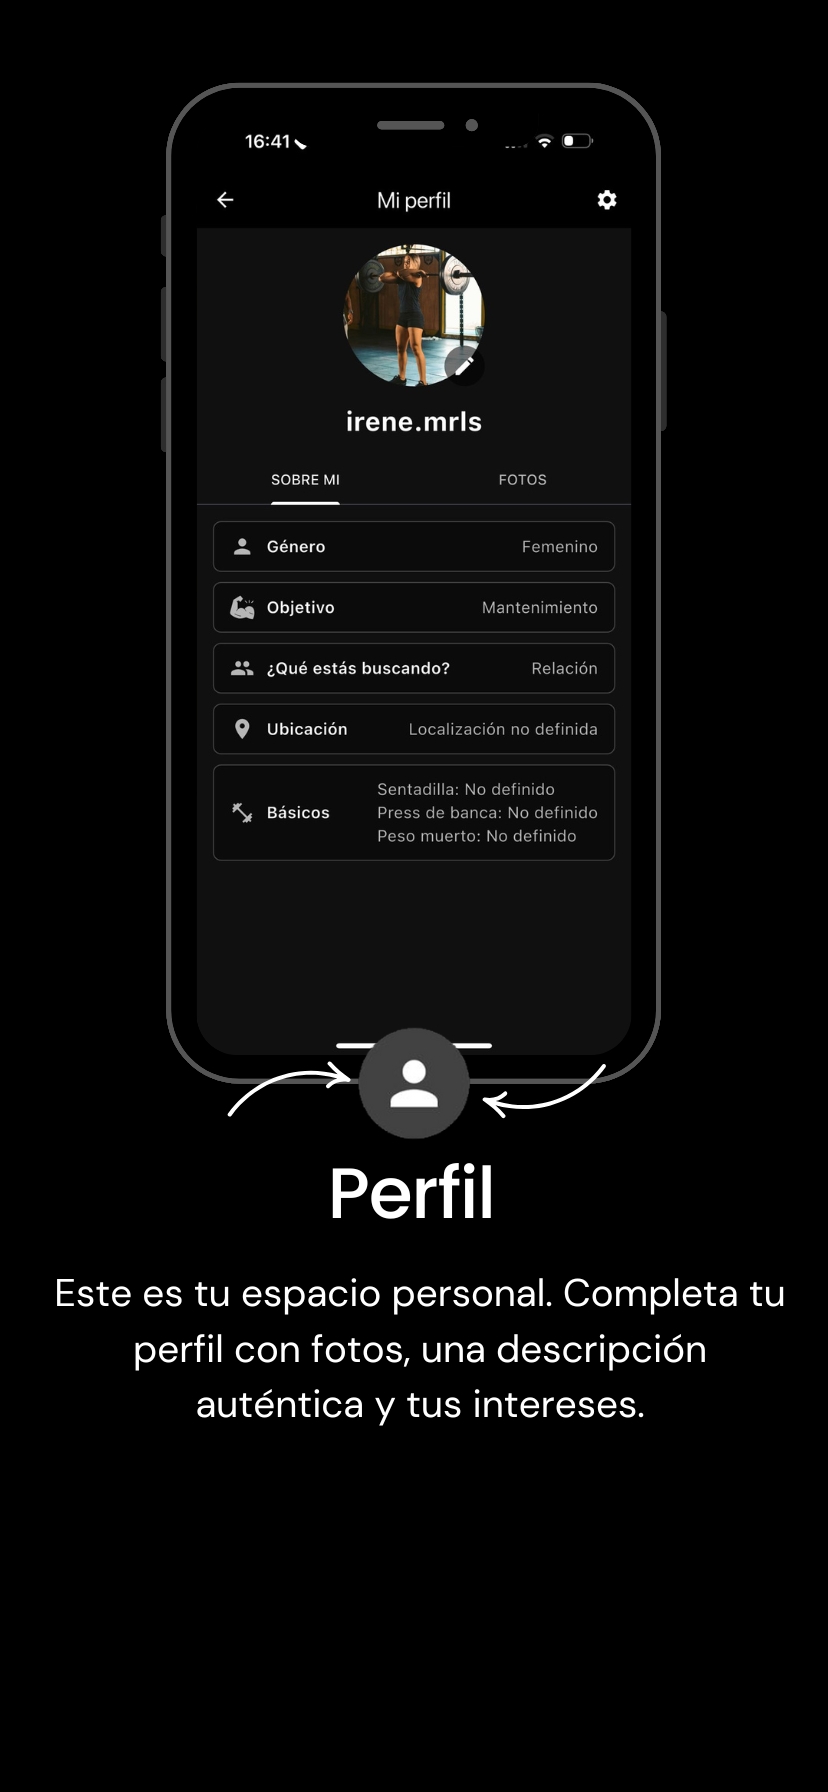 16:41
Mi perfil
irene.mrls
SOBRE MI
FOTOS
Género
Femenino
Objetivo
Mantenimiento
¿Qué estás buscando?
Relación
Ubicación
Localización no definida
Básicos
Sentadilla: No definido
Press de banca: No definido
Peso muerto: No definido
Perfil
Este es tu espacio personal. Completa tu
perfil con fotos, una descripción
auténtica y tus intereses.